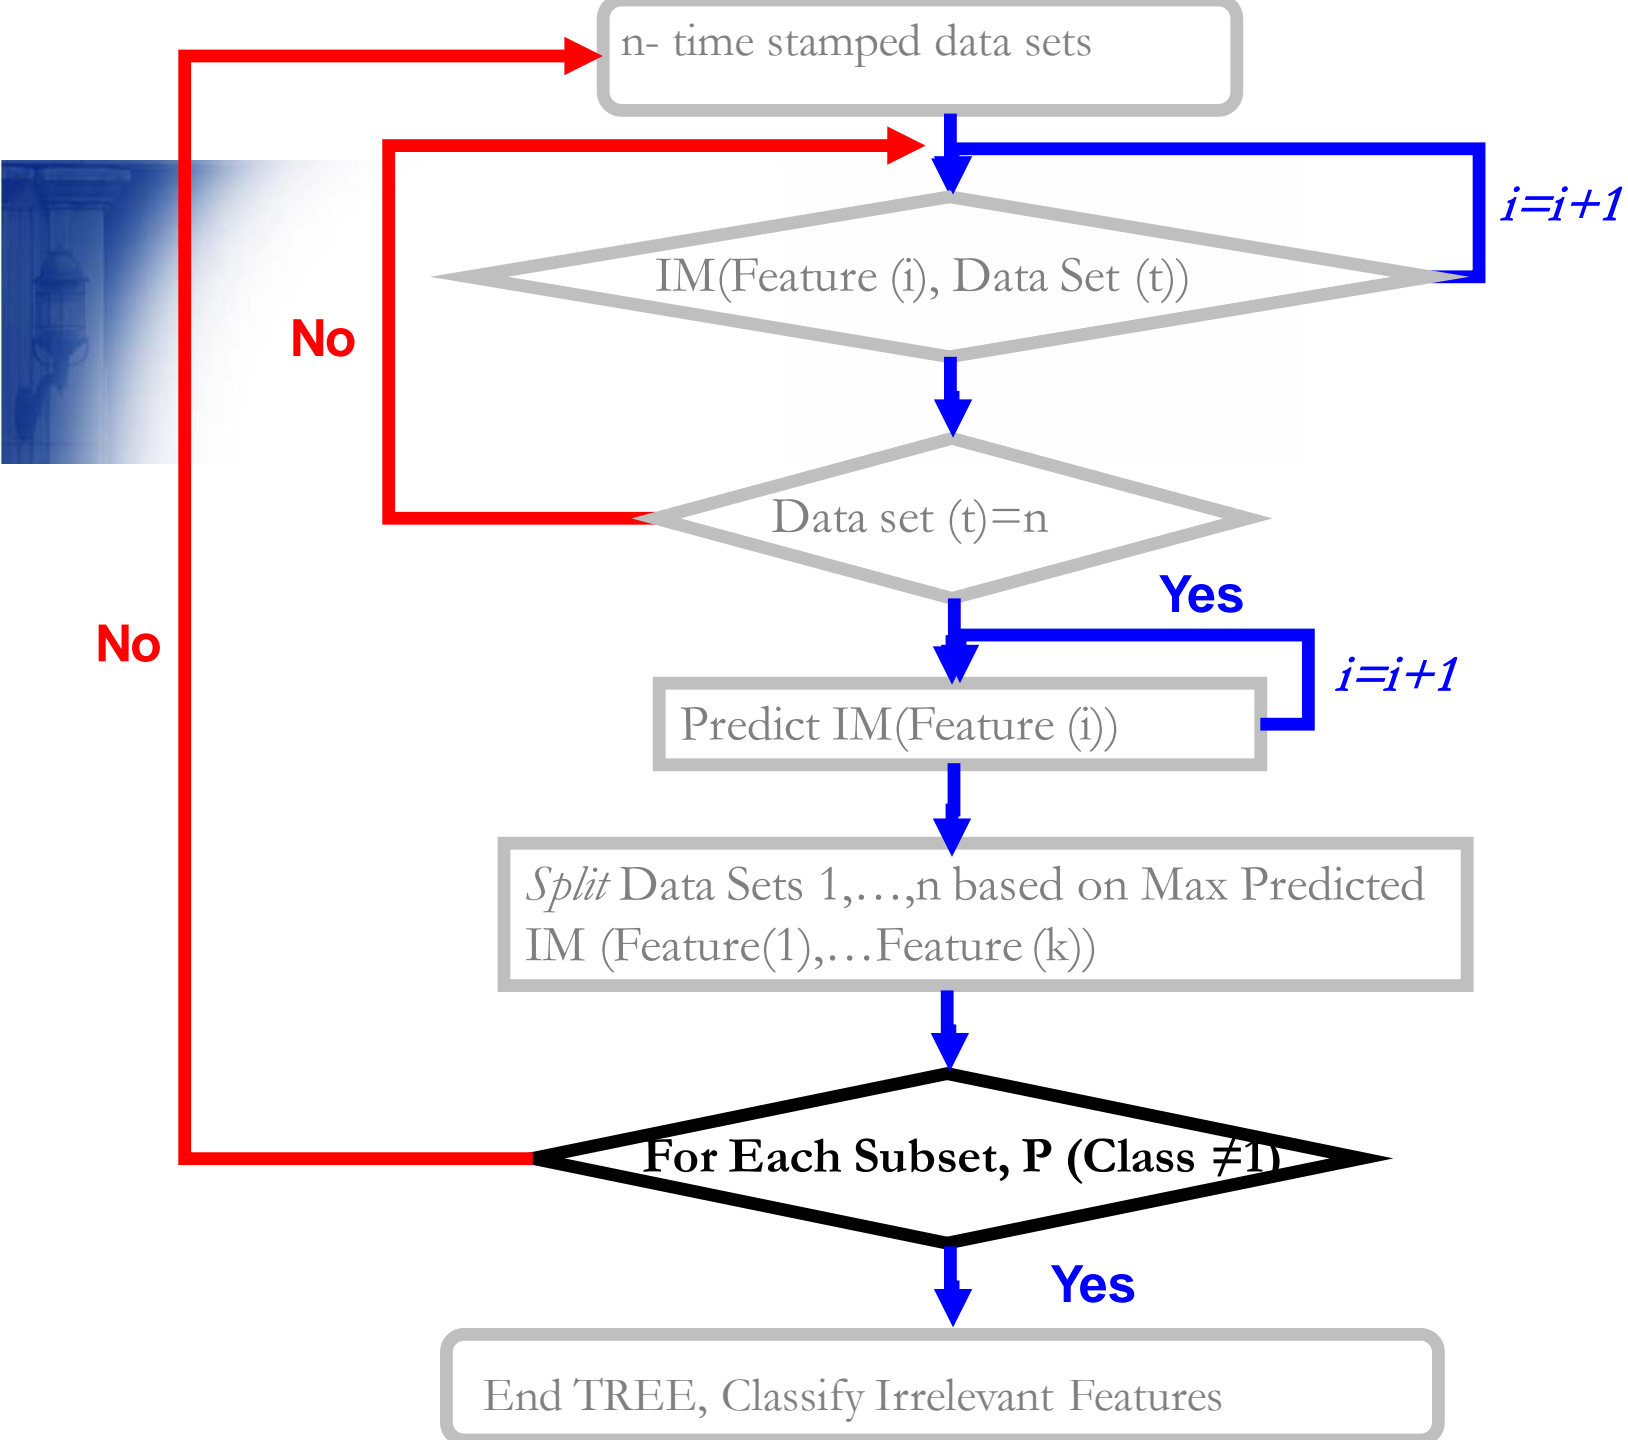 n- time stamped data sets
i=i+1
IM(Feature (i), Data Set (t))
No
Data set (t)=n
Yes
No
i=i+1
Predict IM(Feature (i))
Split Data Sets 1,…,n based on Max Predicted
IM (Feature(1),…Feature (k))
For Each Subset, P (Class ≠1)
Yes
End TREE, Classify Irrelevant Features